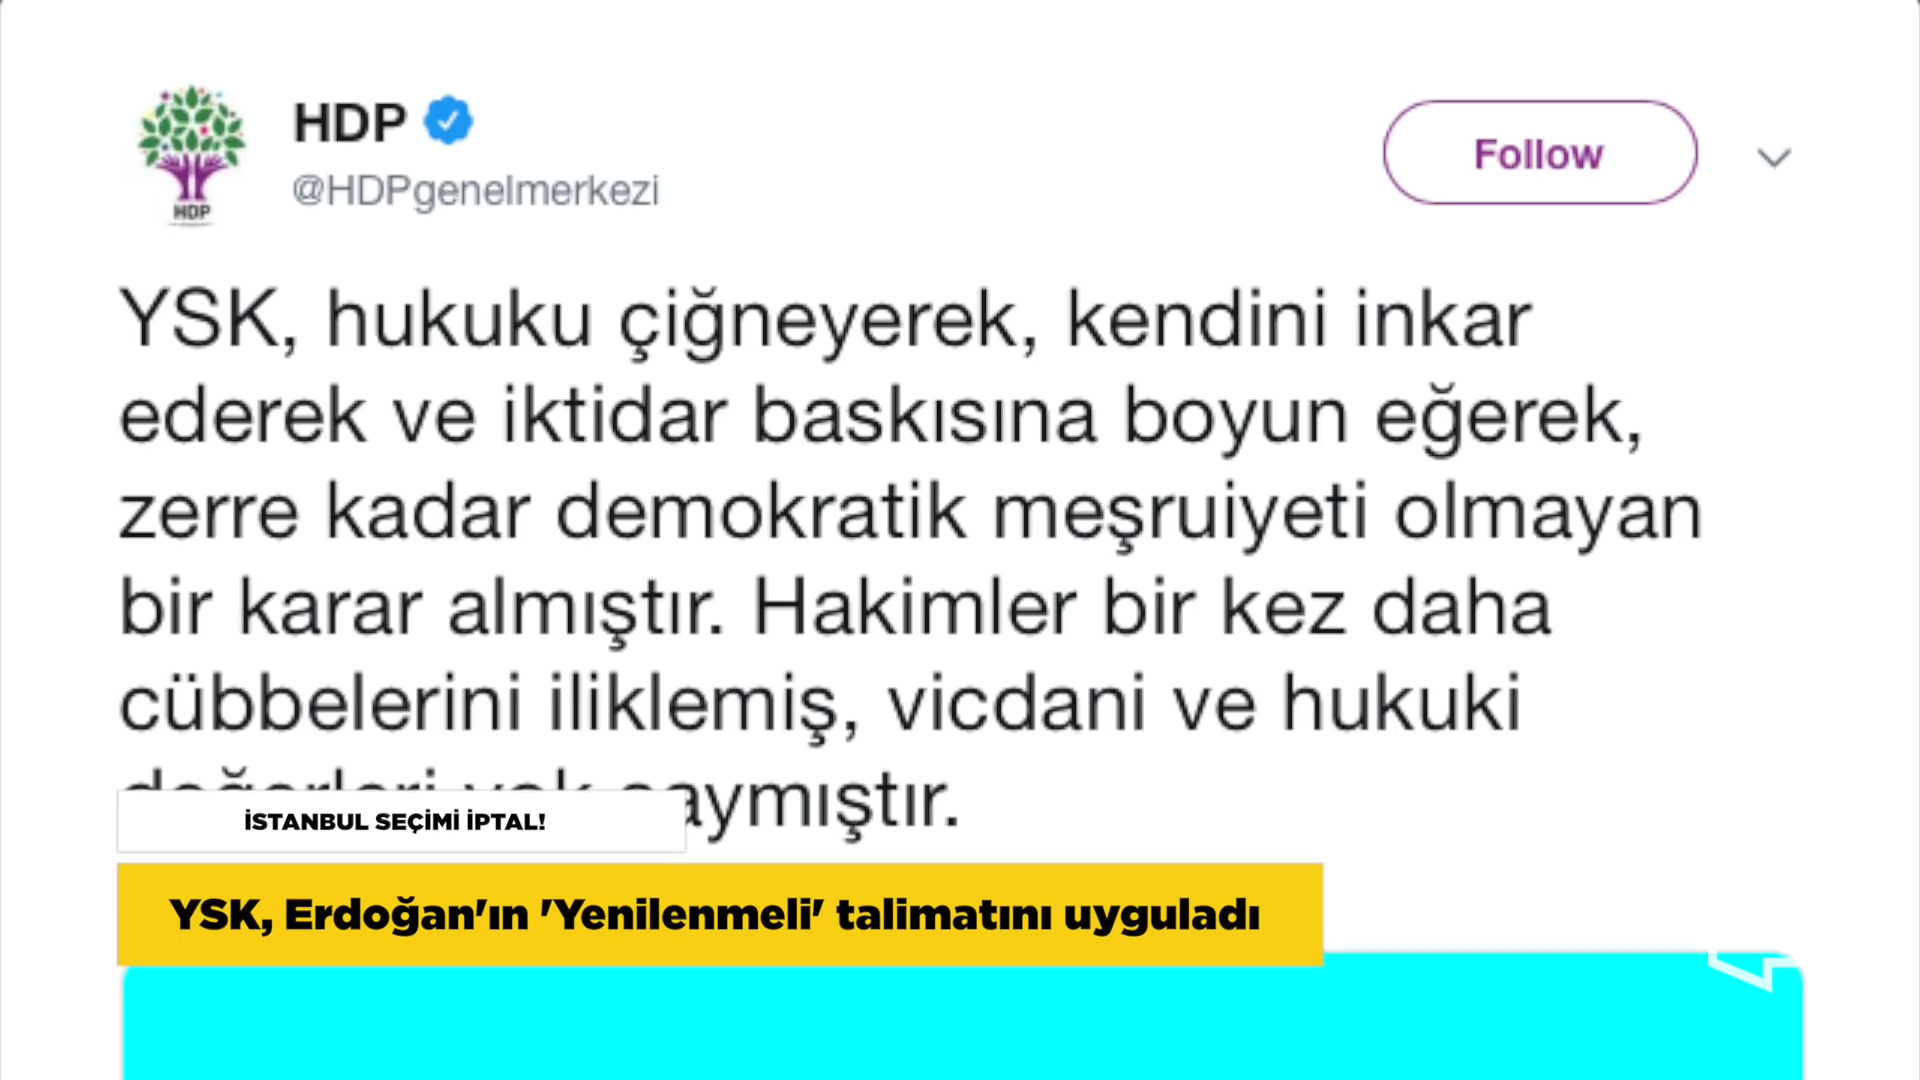 HDP
@HDPgenelmerkezi
HDP
Follow
YSK, hukuku çiğneyerek, kendini inkar
ederek ve iktidar baskısına boyun eğerek,
zerre kadar demokratik meşruiyeti olmayan
bir karar almıştır. Hakimler bir kez daha
cübbelerini iliklemiş, vicdani ve hukuki
İSTANBUL SEÇİMİ İPTAL!
YSK, Erdoğan'ın 'Yenilenmeli' talimatını uyguladı